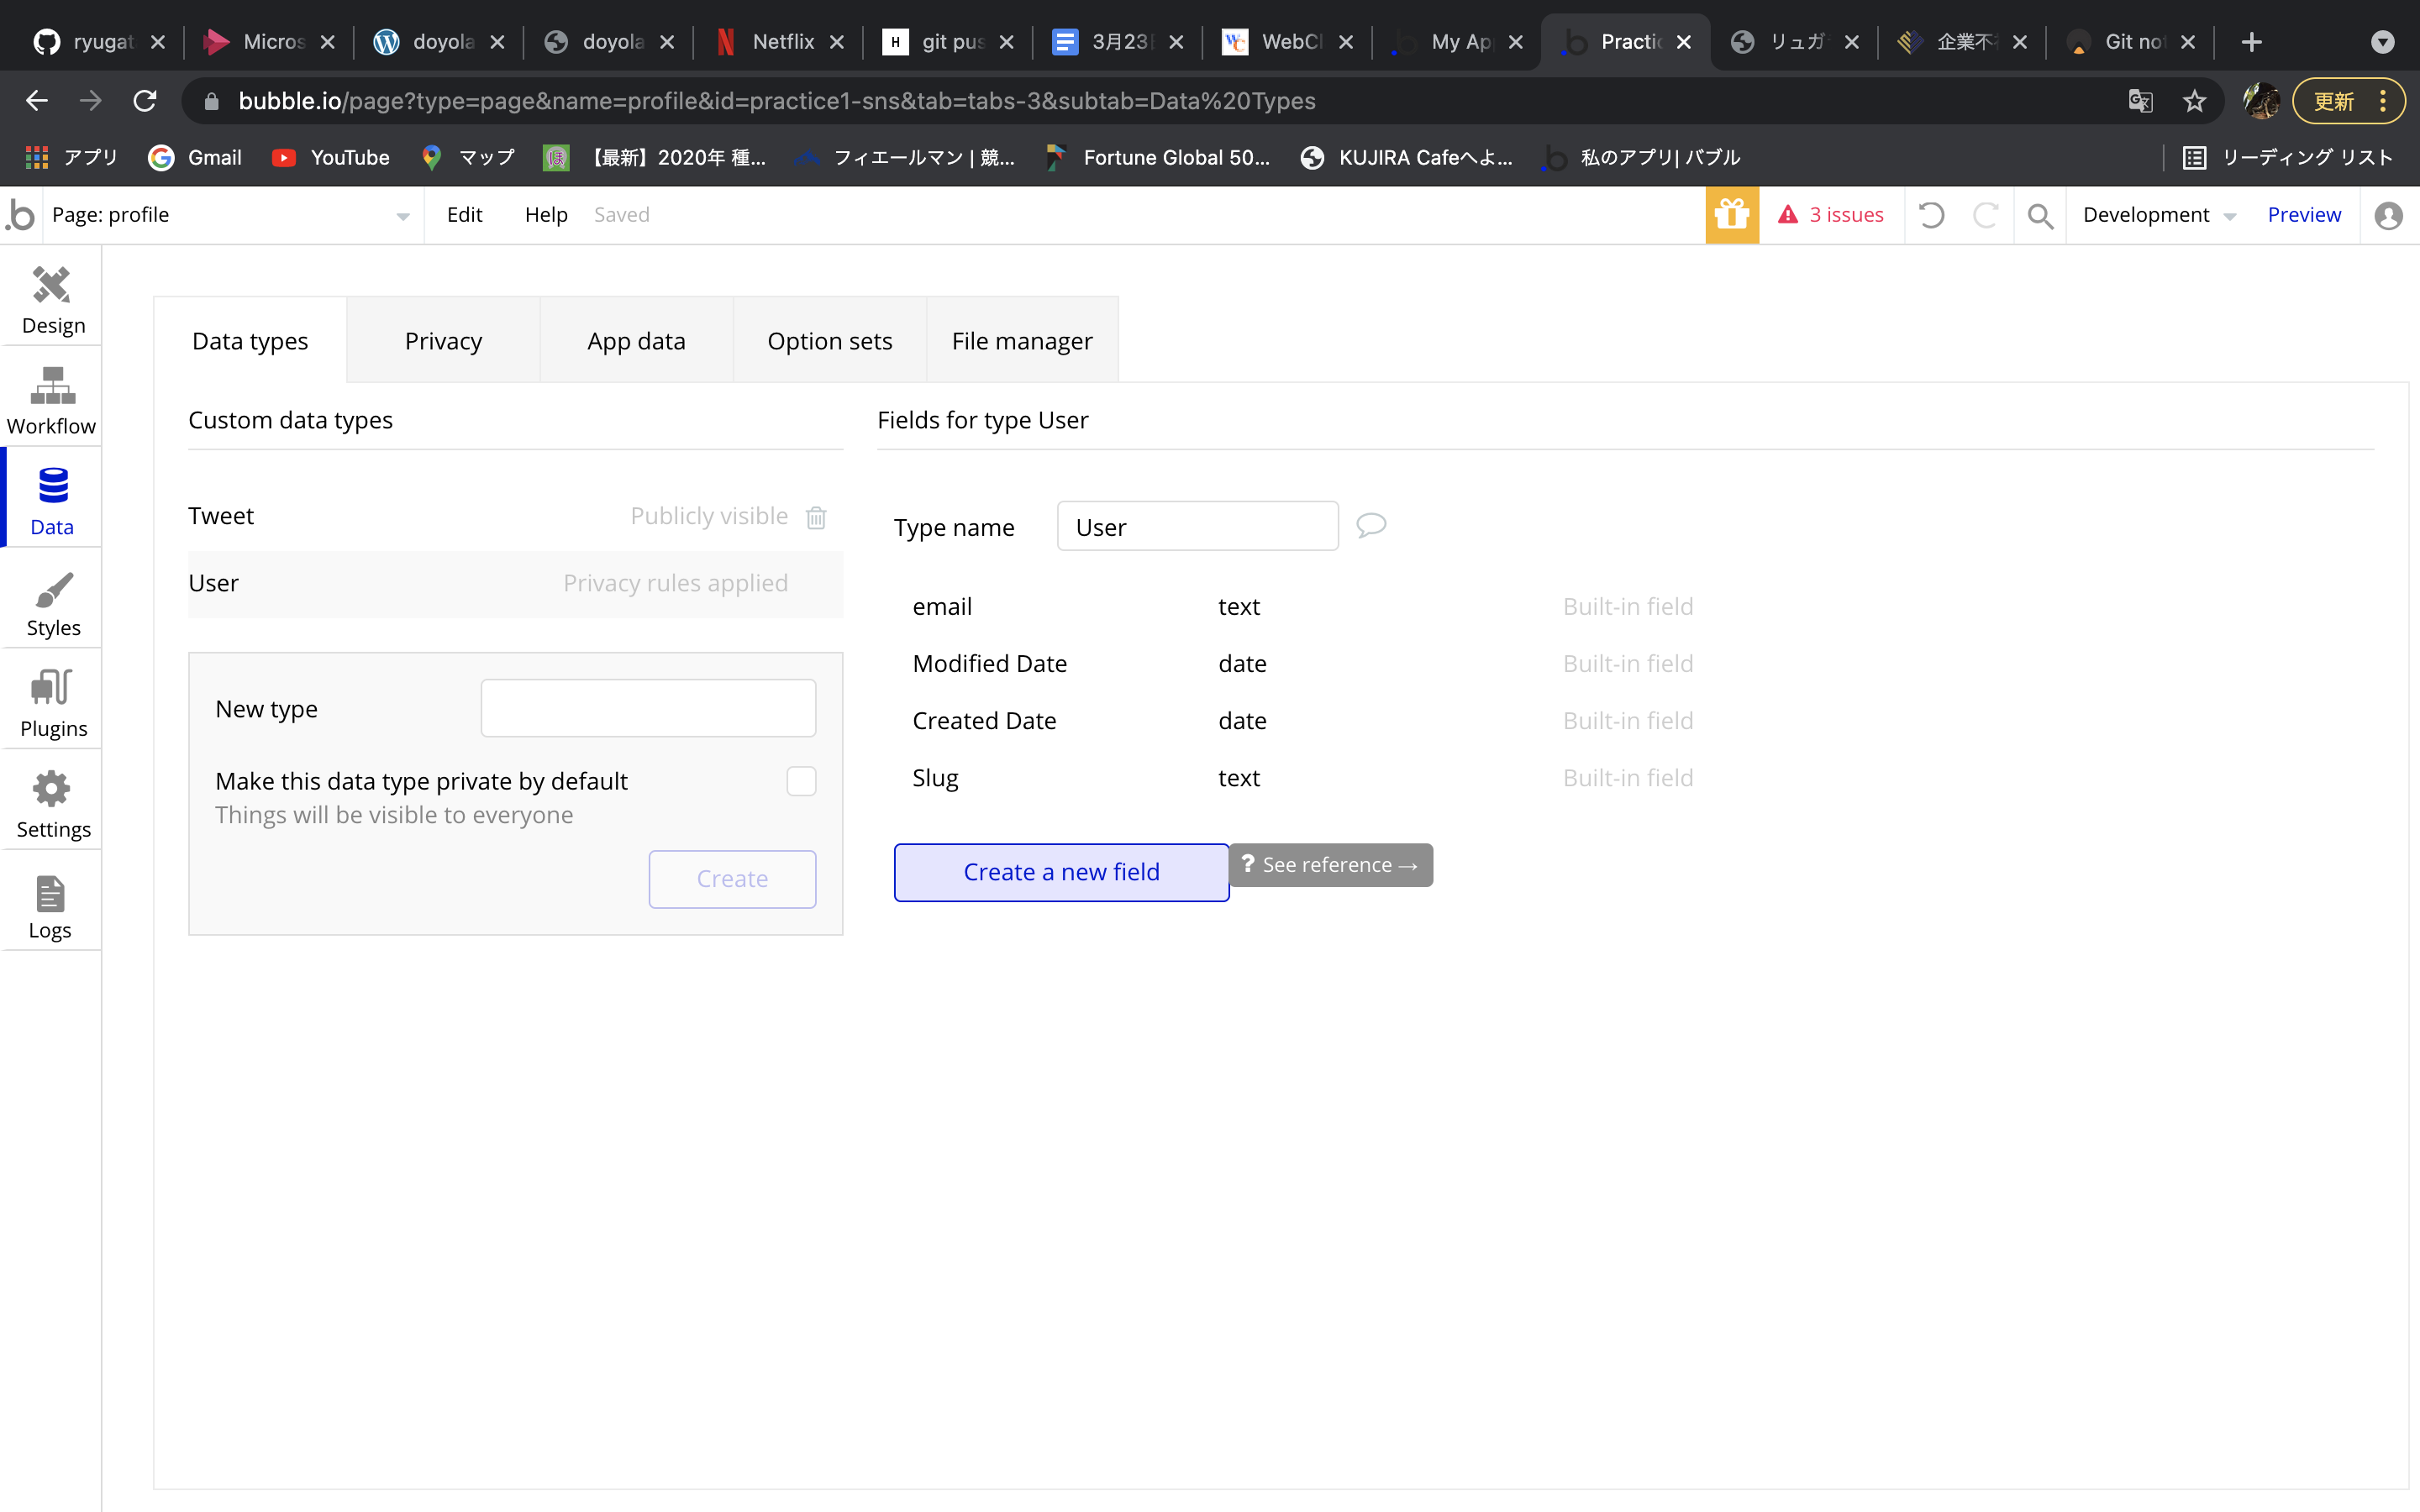 ryugat
Micros
doyola
doyola
Netflix
git pus
3月23日
WebCl
My Ap
Practic
リュガ
企業不
Git not
bubble.io/page?type=page&name=profile&id=practice1-sns&tab=tabs-3&subtab=Data%20Types
更新
アプリ
Gmail
YouTube
マップ
【最新】2020年 種...
フィエールマン | 競...
Fortune Global 50...
KUJIRA Cafeへよ...
私のアプリ| バブル
リーディング リスト
Page: profile
Edit
Help
Saved
3 issues
Development
Preview
Design
Workflow
Data
Styles
Plugins
Settings
Logs
Data types
Privacy
App data
Option sets
File manager
Custom data types
Tweet Publicly visible
User Privacy rules applied
New type
Make this data type private by default
Things will be visible to everyone
Create
Fields for type User
Type name User
email text Built-in field
Modified Date date Built-in field
Created Date date Built-in field
Slug text Built-in field
Create a new field
? See reference →